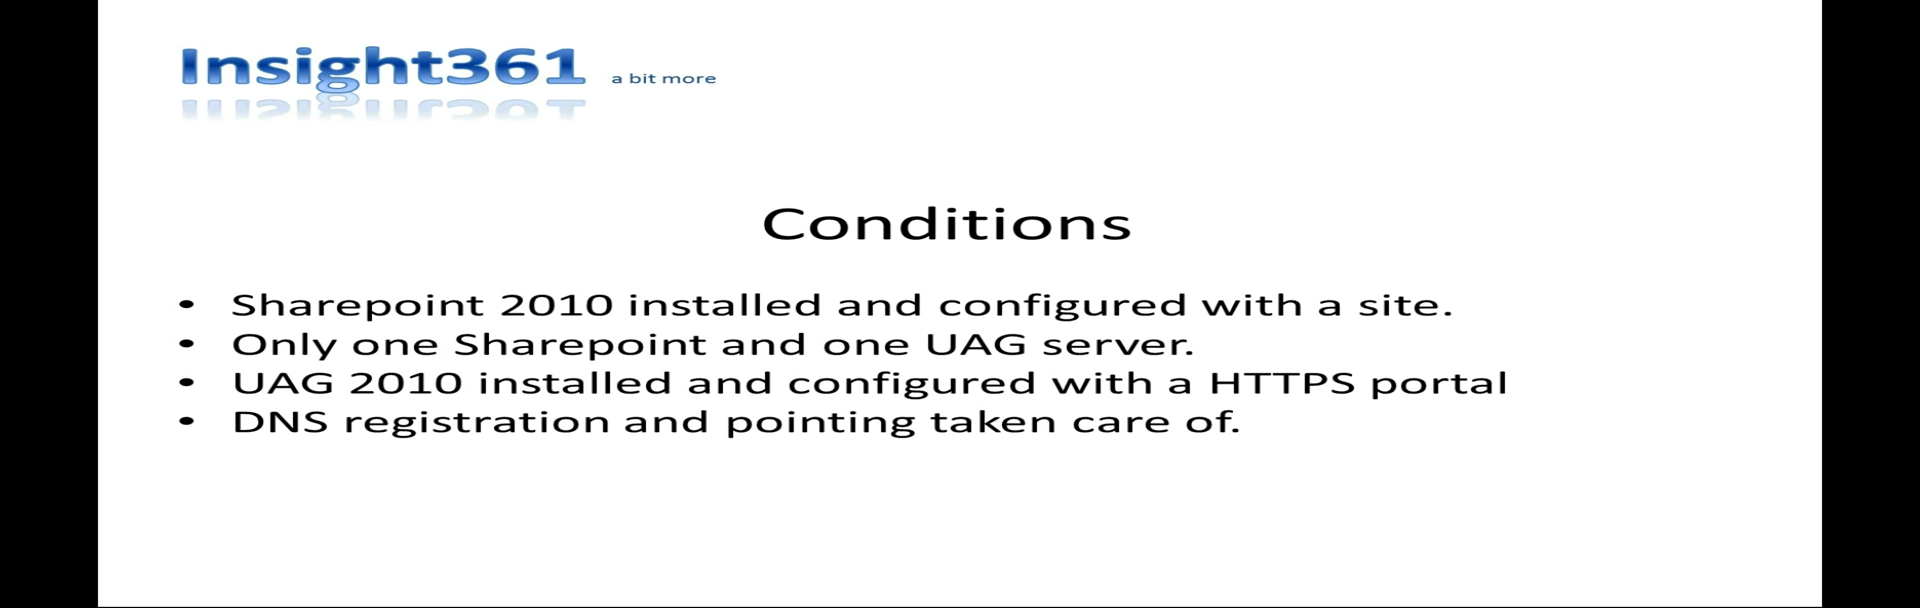 Insight361 a bit more
Conditions
• Sharepoint 2010 installed and configured with a site.
• Only one Sharepoint and one UAG server.
• UAG 2010 installed and configured with a HTTPS portal
• DNS registration and pointing taken care of.